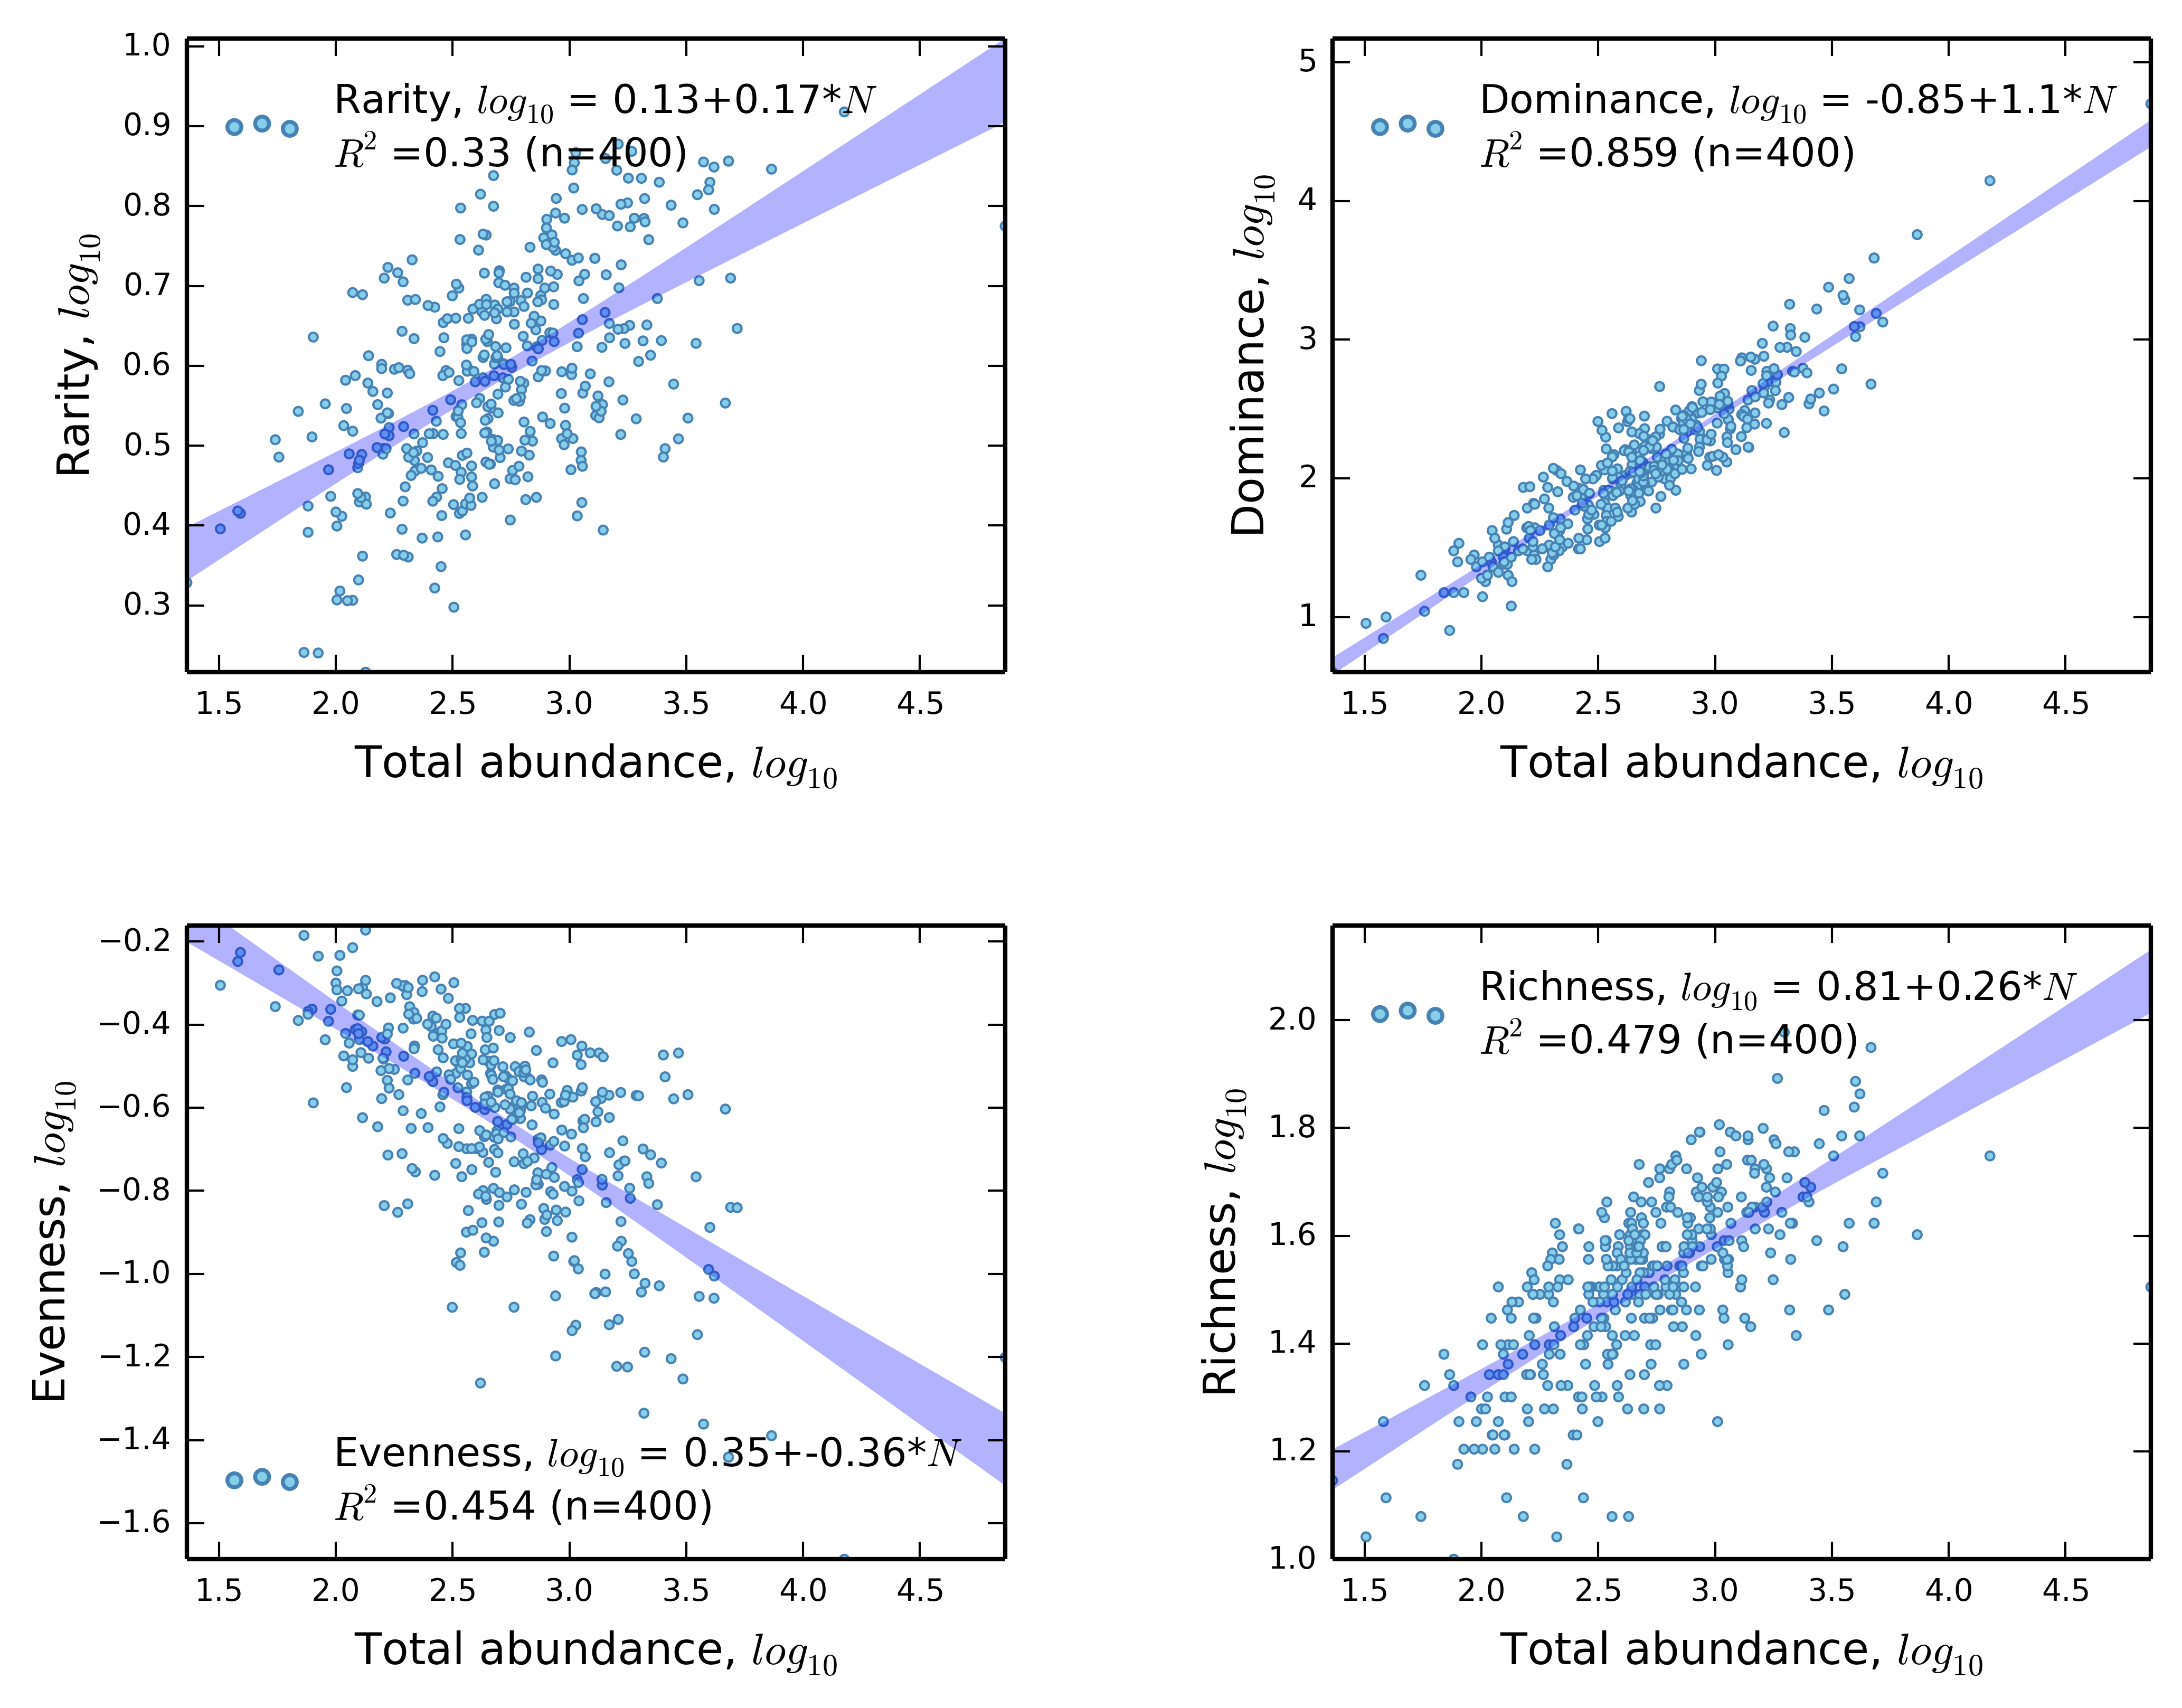 1.0
0.9
0.8
0.7
0.6
0.5
0.4
0.3
Rarity, log10
Rarity, log10 = 0.13+0.17*N
R2 =0.33 (n=400)
1.5 2.0 2.5 3.0 3.5 4.0 4.5
Total abundance, log10
5
4
3
2
1
Dominance, log10
Dominance, log10 = -0.85+1.1*N
R2 =0.859 (n=400)
1.5 2.0 2.5 3.0 3.5 4.0 4.5
Total abundance, log10
−0.2
−0.4
−0.6
−0.8
−1.0
−1.2
−1.4
−1.6
Evenness, log10
Evenness, log10 = 0.35+-0.36*N
R2 =0.454 (n=400)
1.5 2.0 2.5 3.0 3.5 4.0 4.5
Total abundance, log10
2.0
1.8
1.6
1.4
1.2
1.0
Richness, log10
Richness, log10 = 0.81+0.26*N
R2 =0.479 (n=400)
1.5 2.0 2.5 3.0 3.5 4.0 4.5
Total abundance, log10